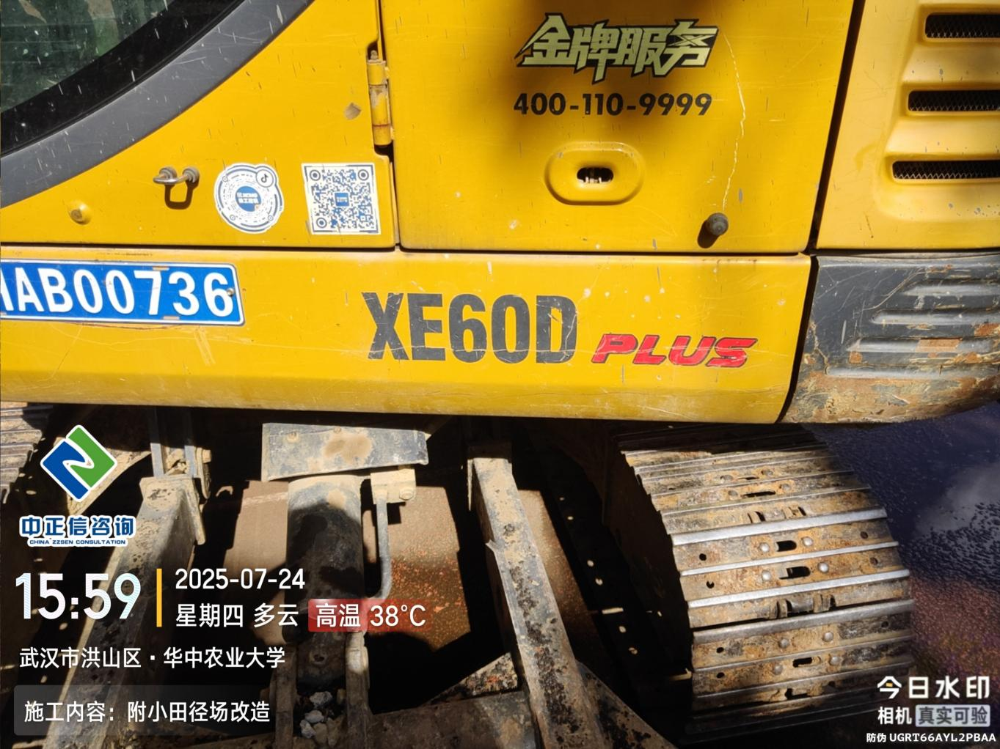 金牌服务
400-110-9999
AB00736
XE60D PLUS
中正信咨询
CHINA ZZSEN CONSULTATION
15:59
2025-07-24
星期四 多云 高温 38°C
武汉市洪山区·华中农业大学
施工内容：附小田径场改造
今日水印
相机 真实可验
防伪 UGRT66AYL2PBAA